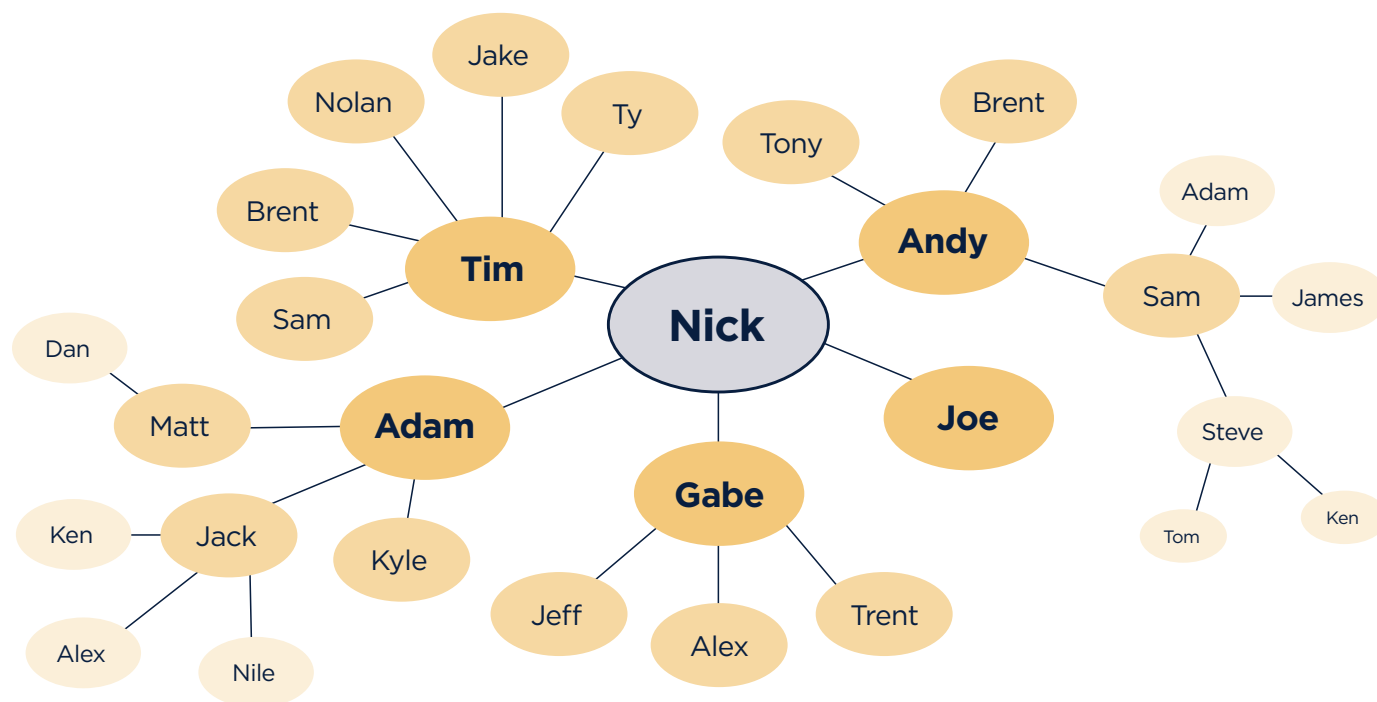 Jake
Nolan
Ty
Brent
Tony
Adam
Brent
Andy
Tim
Sam
James
Sam
Nick
Dan
Matt
Adam
Joe
Steve
Gabe
Ken
Tom
Ken
Jack
Kyle
Jeff
Trent
Alex
Alex
Nile